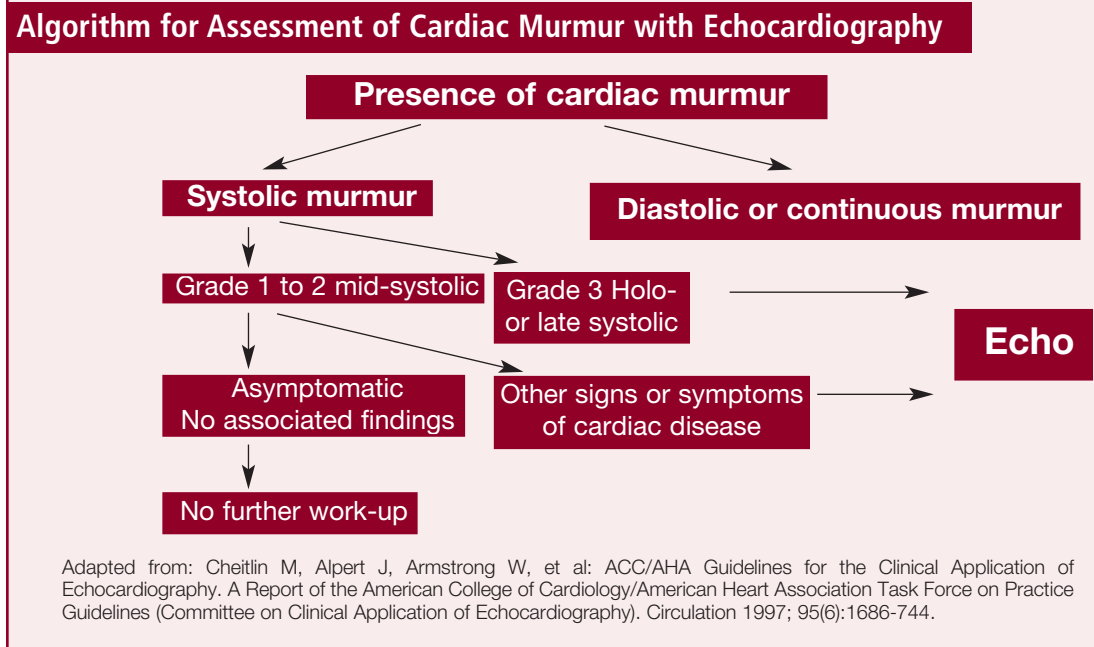 Algorithm for Assessment of Cardiac Murmur with Echocardiography
Presence of cardiac murmur
Systolic murmur
Diastolic or continuous murmur
Grade 1 to 2 mid-systolic
Grade 3 Holo-
or late systolic
Echo
Asymptomatic
No associated findings
Other signs or symptoms
of cardiac disease
No further work-up
Adapted from: Cheitlin M, Alpert J, Armstrong W, et al: ACC/AHA Guidelines for the Clinical Application of
Echocardiography. A Report of the American College of Cardiology/American Heart Association Task Force on Practice
Guidelines (Committee on Clinical Application of Echocardiography). Circulation 1997; 95(6):1686-744.